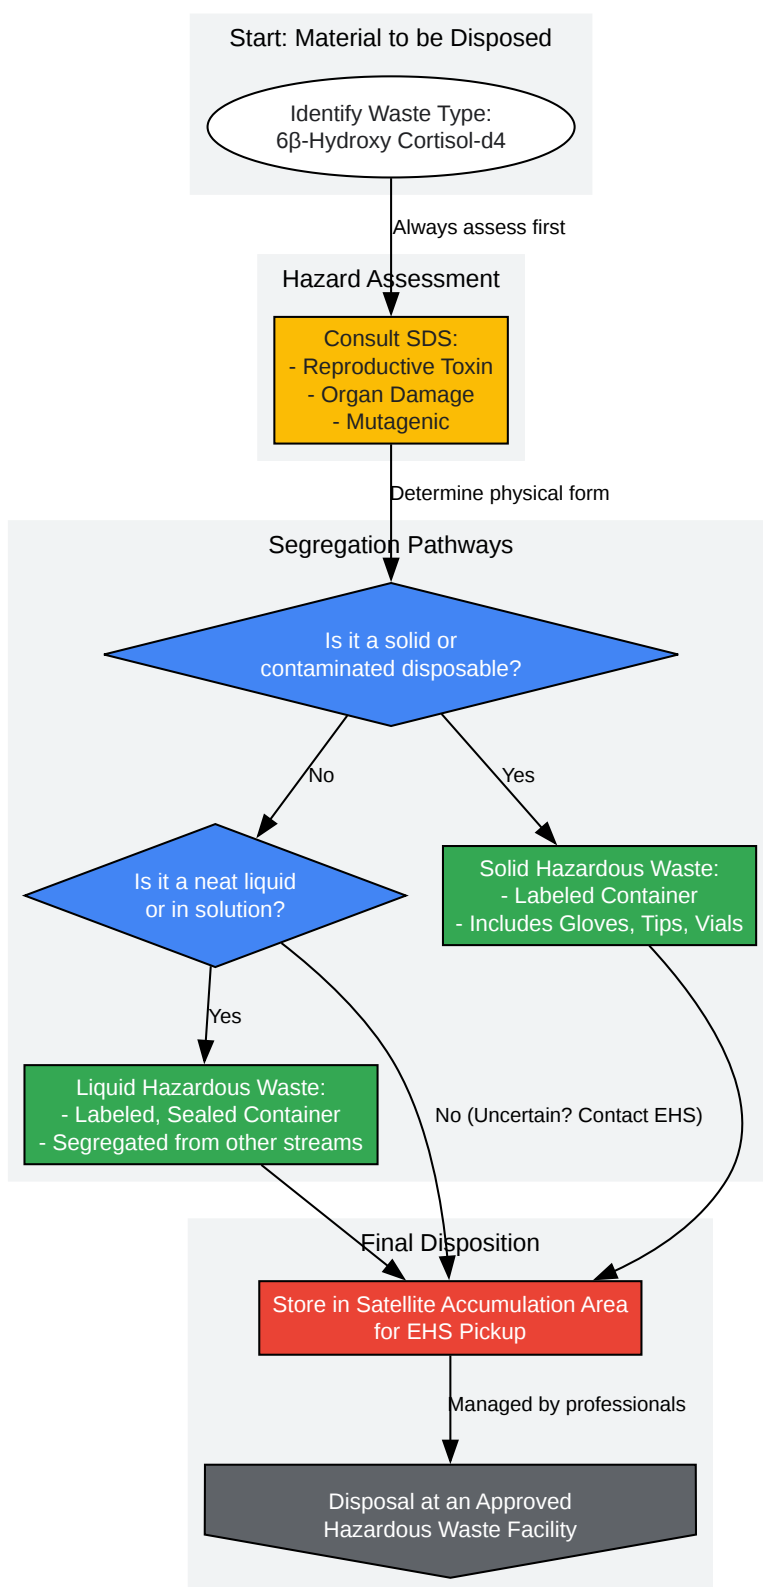 Start: Material to be Disposed
Identify Waste Type:
6β-Hydroxy Cortisol-d4
Always assess first
Hazard Assessment
Consult SDS:
- Reproductive Toxin
- Organ Damage
- Mutagenic
Determine physical form
Segregation Pathways
Is it a solid or
contaminated disposable?
No
Yes
Is it a neat liquid
or in solution?
Solid Hazardous Waste:
- Labeled Container
- Includes Gloves, Tips, Vials
Yes
Liquid Hazardous Waste:
- Labeled, Sealed Container
- Segregated from other streams
No (Uncertain? Contact EHS)
Final Disposition
Store in Satellite Accumulation Area
for EHS Pickup
Managed by professionals
Disposal at an Approved
Hazardous Waste Facility